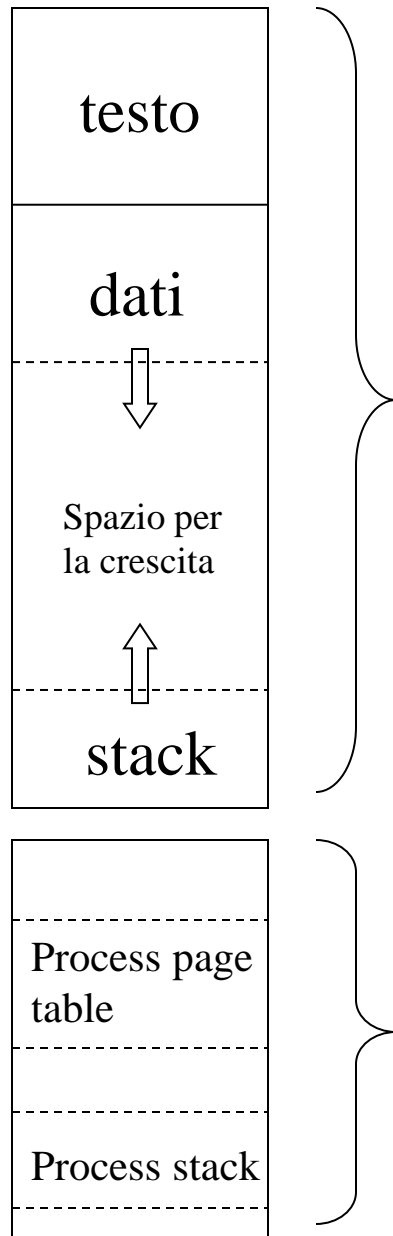 testo
dati
Spazio per
la crescita
stack
Process page
table
Process stack